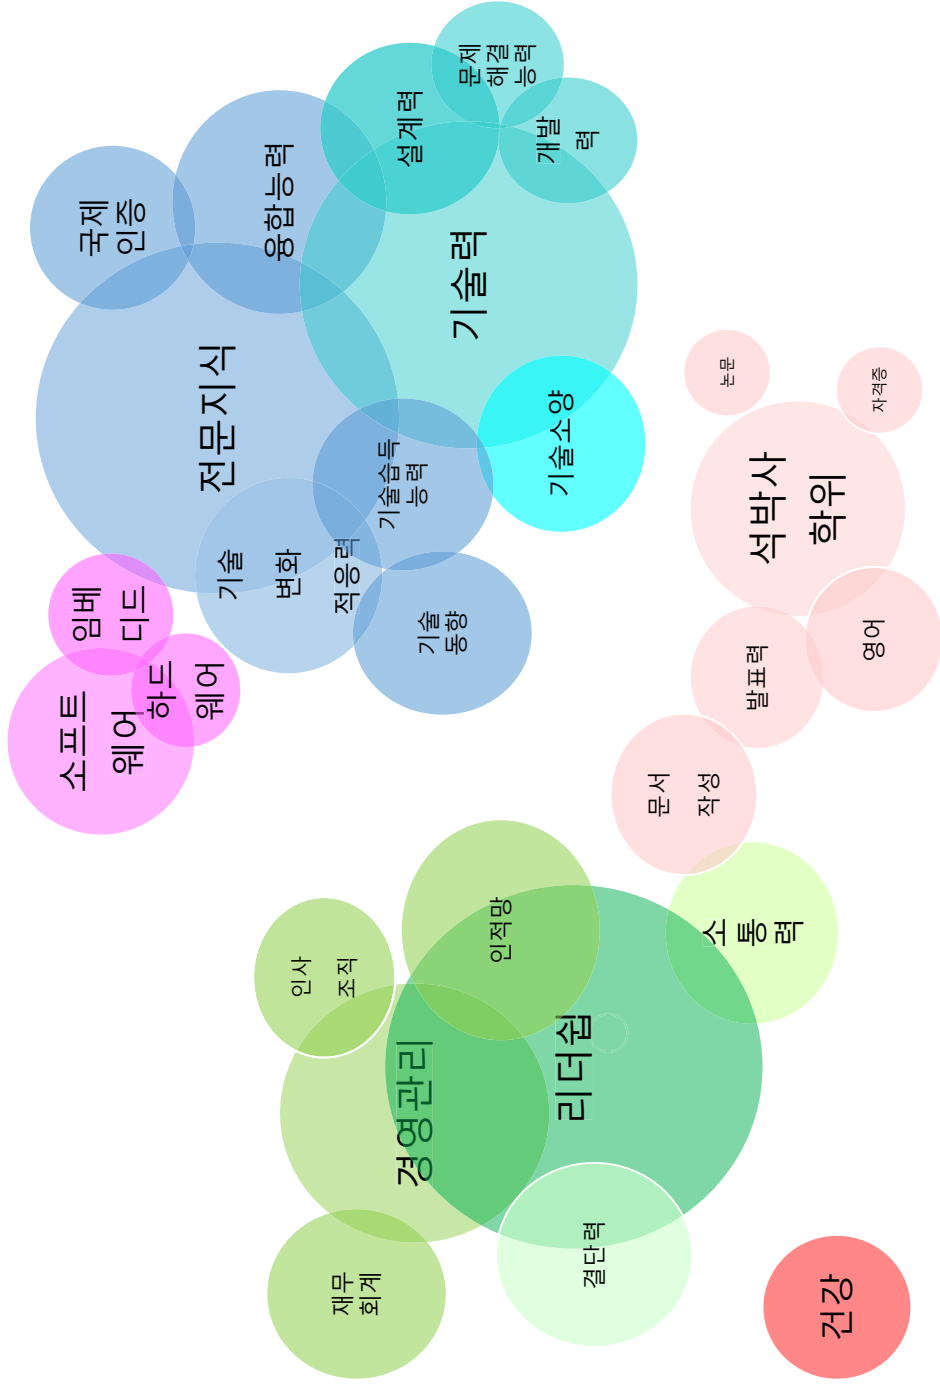 소프트
웨어
임베
디드
하드
웨어
국제
인증
전문지식
융합능력
기술
변화
적응력
기술습득
능력
기술
동향
설계력
문제
해결
능력
개발
력
기술력
기술소양
인사
조직
경영관리
재무
회계
인적망
리더쉽
결단력
소
통
력
문서
작성
발표력
영어
석박사
학위
논문
자격증
건강